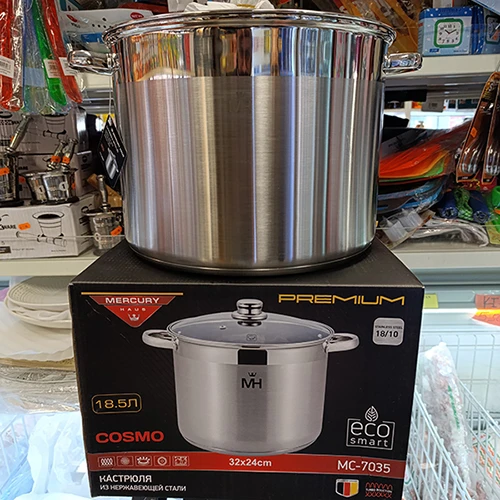 MERCURY
HAUS
PREMIUM
STAINLESS STEEL
18/10
MH
18.5Л
eco
smart
COSMO
32x24cm
MC-7035
КАСТРЮЛЯ
ИЗ НЕРЖАВЕЮЩЕЙ СТАЛИ